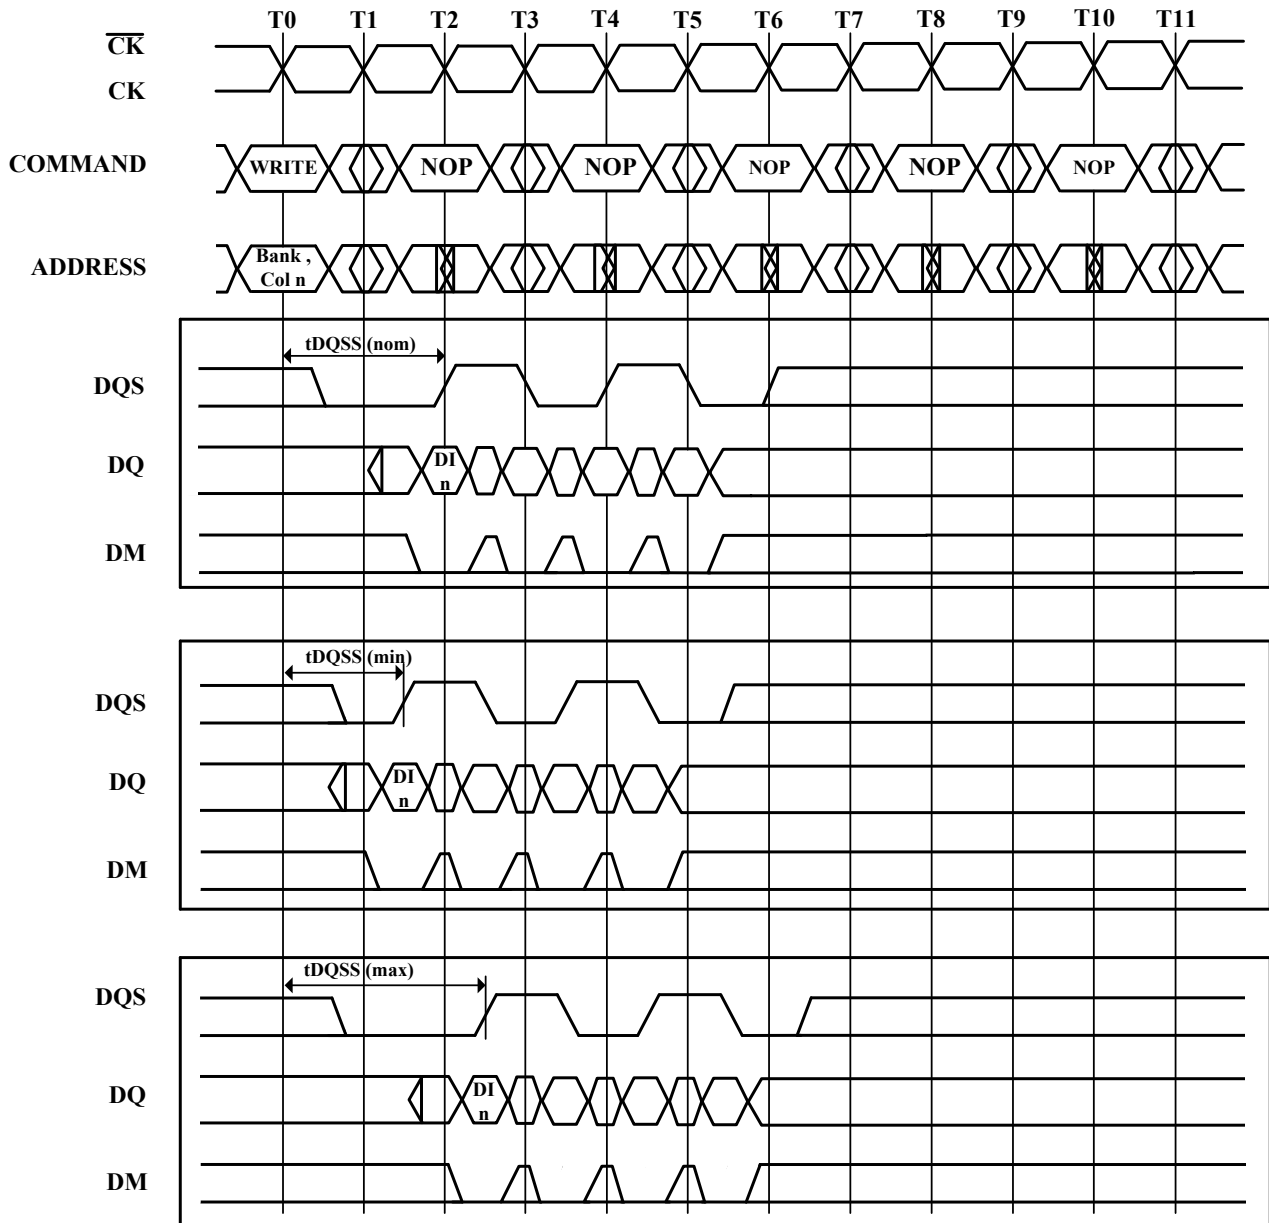 T0 T1 T2 T3 T4 T5 T6 T7 T8 T9 T10 T11
CK
CK
COMMAND WRITE NOP NOP NOP NOP NOP
ADDRESS Bank ,
Col n
tDQSS (nom)
DQS
DQ DI
n
DM
tDQSS (min)
DQS
DQ DI
n
DM
tDQSS (max)
DQS
DQ DI
n
DM